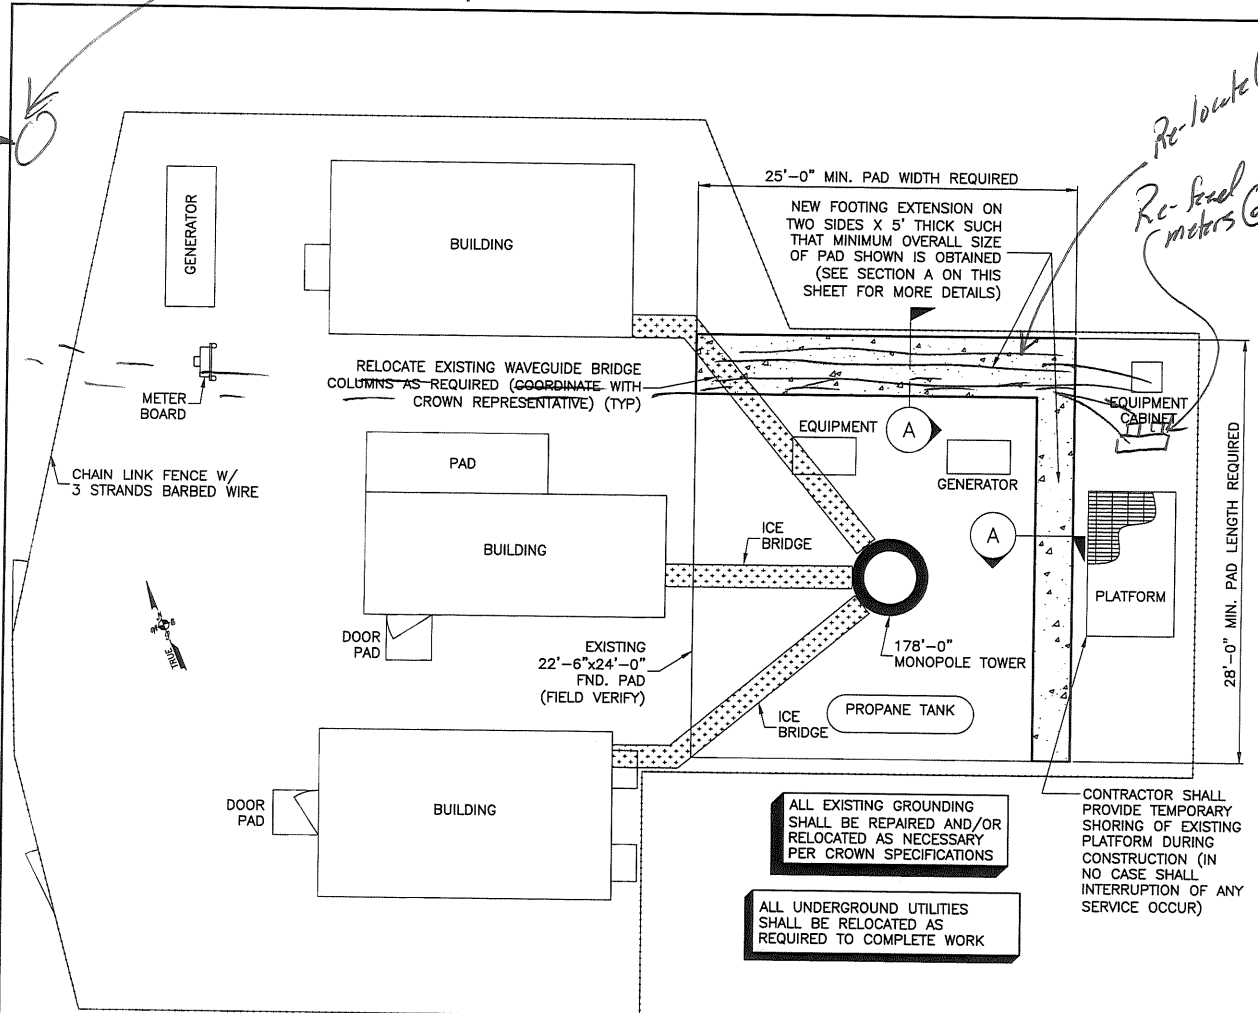 Re-locate
Re-feed
meters
25'-0" MIN. PAD WIDTH REQUIRED
NEW FOOTING EXTENSION ON
TWO SIDES X 5' THICK SUCH
THAT MINIMUM OVERALL SIZE
OF PAD SHOWN IS OBTAINED
(SEE SECTION A ON THIS
SHEET FOR MORE DETAILS)
GENERATOR
BUILDING
RELOCATE EXISTING WAVEGUIDE BRIDGE
COLUMNS AS REQUIRED (COORDINATE WITH
CROWN REPRESENTATIVE) (TYP)
METER
BOARD
EQUIPMENT
CABINET
EQUIPMENT
A
GENERATOR
CHAIN LINK FENCE W/
3 STRANDS BARBED WIRE
PAD
BUILDING
ICE
BRIDGE
A
PLATFORM
28'-0" MIN. PAD LENGTH REQUIRED
TRUE
DOOR
PAD
EXISTING
22'-6"x24'-0"
FND. PAD
(FIELD VERIFY)
178'-0"
MONOPOLE TOWER
PROPANE TANK
ICE
BRIDGE
DOOR
PAD
BUILDING
ALL EXISTING GROUNDING
SHALL BE REPAIRED AND/OR
RELOCATED AS NECESSARY
PER CROWN SPECIFICATIONS
CONTRACTOR SHALL
PROVIDE TEMPORARY
SHORING OF EXISTING
PLATFORM DURING
CONSTRUCTION (IN
NO CASE SHALL
INTERRUPTION OF ANY
SERVICE OCCUR)
ALL UNDERGROUND UTILITIES
SHALL BE RELOCATED AS
REQUIRED TO COMPLETE WORK